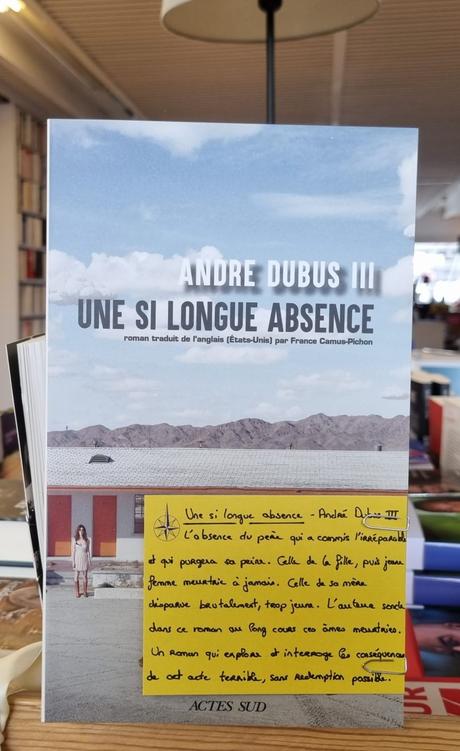 ANDRE DUBUS III
UNE SI LONGUE ABSENCE
roman traduit de l'anglais (États-Unis) par France Camus-Pichon
Une si longue absence - André Dubus III
L'absence du père qui a commis l'irréparable
et qui purgera sa peine. Celle de la fille, puis jeune
femme meurtrie à jamais. Celle de sa mère
disparue brutalement, trop jeune. L'auteur sonde
dans ce roman au long cours ces âmes meurtries.
Un roman qui explore et interroge les conséquences
de cet acte terrible, sans rédemption possible.
ACTES SUD